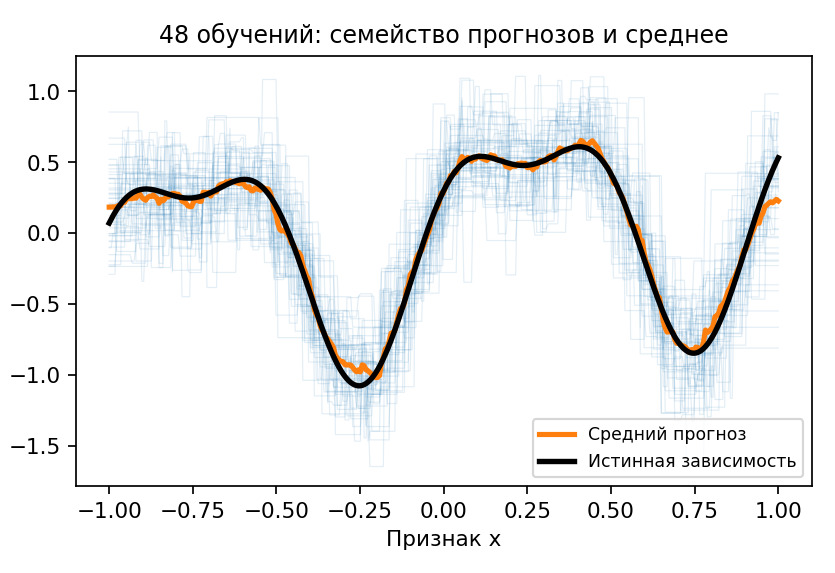 48 обучений: семейство прогнозов и среднее
1.0
0.5
0.0
−0.5
−1.0
−1.5
Средний прогноз
Истинная зависимость
−1.00 −0.75 −0.50 −0.25 0.00 0.25 0.50 0.75 1.00
Признак x